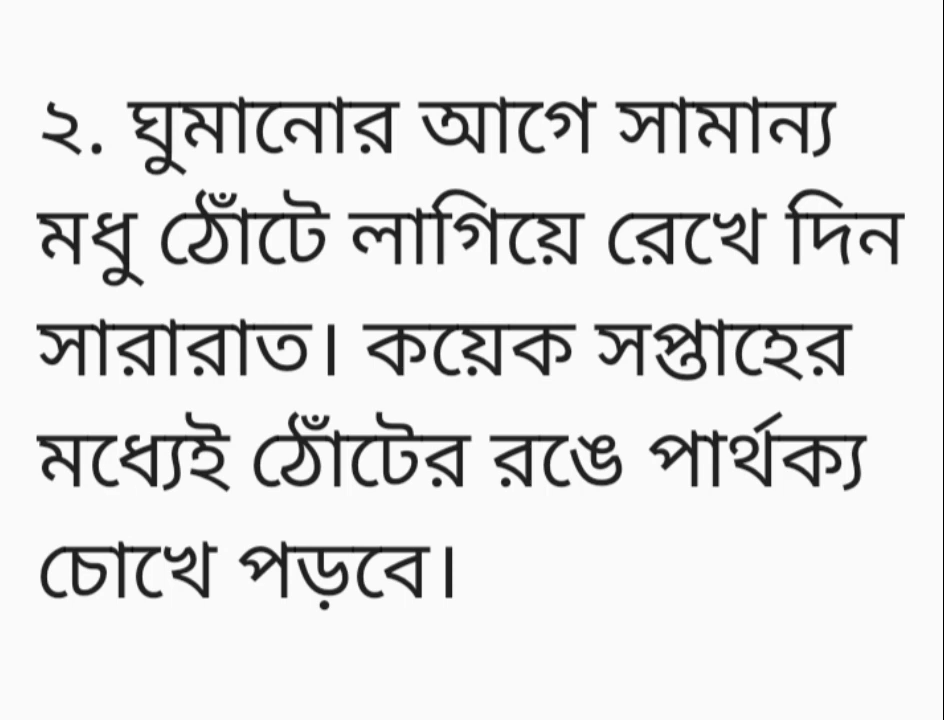 ২. ঘুমানোর আগে সামান্য
মধু ঠোঁটে লাগিয়ে রেখে দিন
সারারাত। কয়েক সপ্তাহের
মধ্যেই ঠোঁটের রঙে পার্থক্য
চোখে পড়বে।